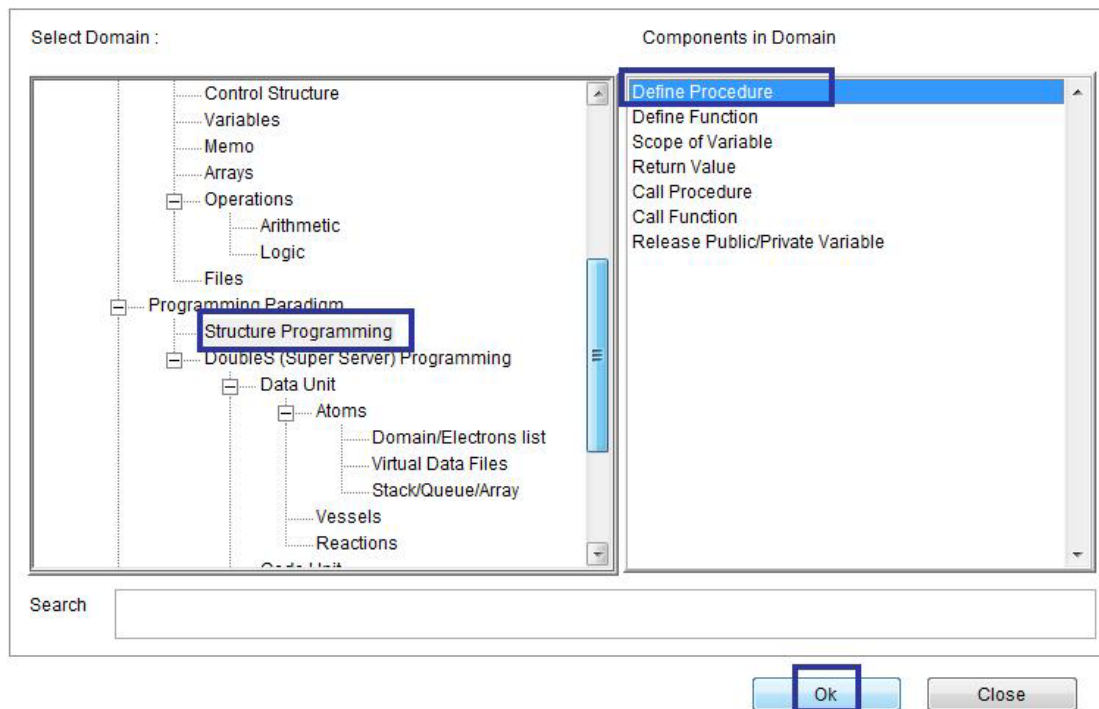 Select Domain :
Components in Domain
Control Structure
Variables
Memo
Arrays
Operations
Arithmetic
Logic
Files
Programming Paradigm
Structure Programming
DoubleS (Super Server) Programming
Data Unit
Atoms
Domain/Electrons list
Virtual Data Files
Stack/Queue/Array
Vessels
Reactions
Code Unit
Define Procedure
Define Function
Scope of Variable
Return Value
Call Procedure
Call Function
Release Public/Private Variable
Search
Ok
Close